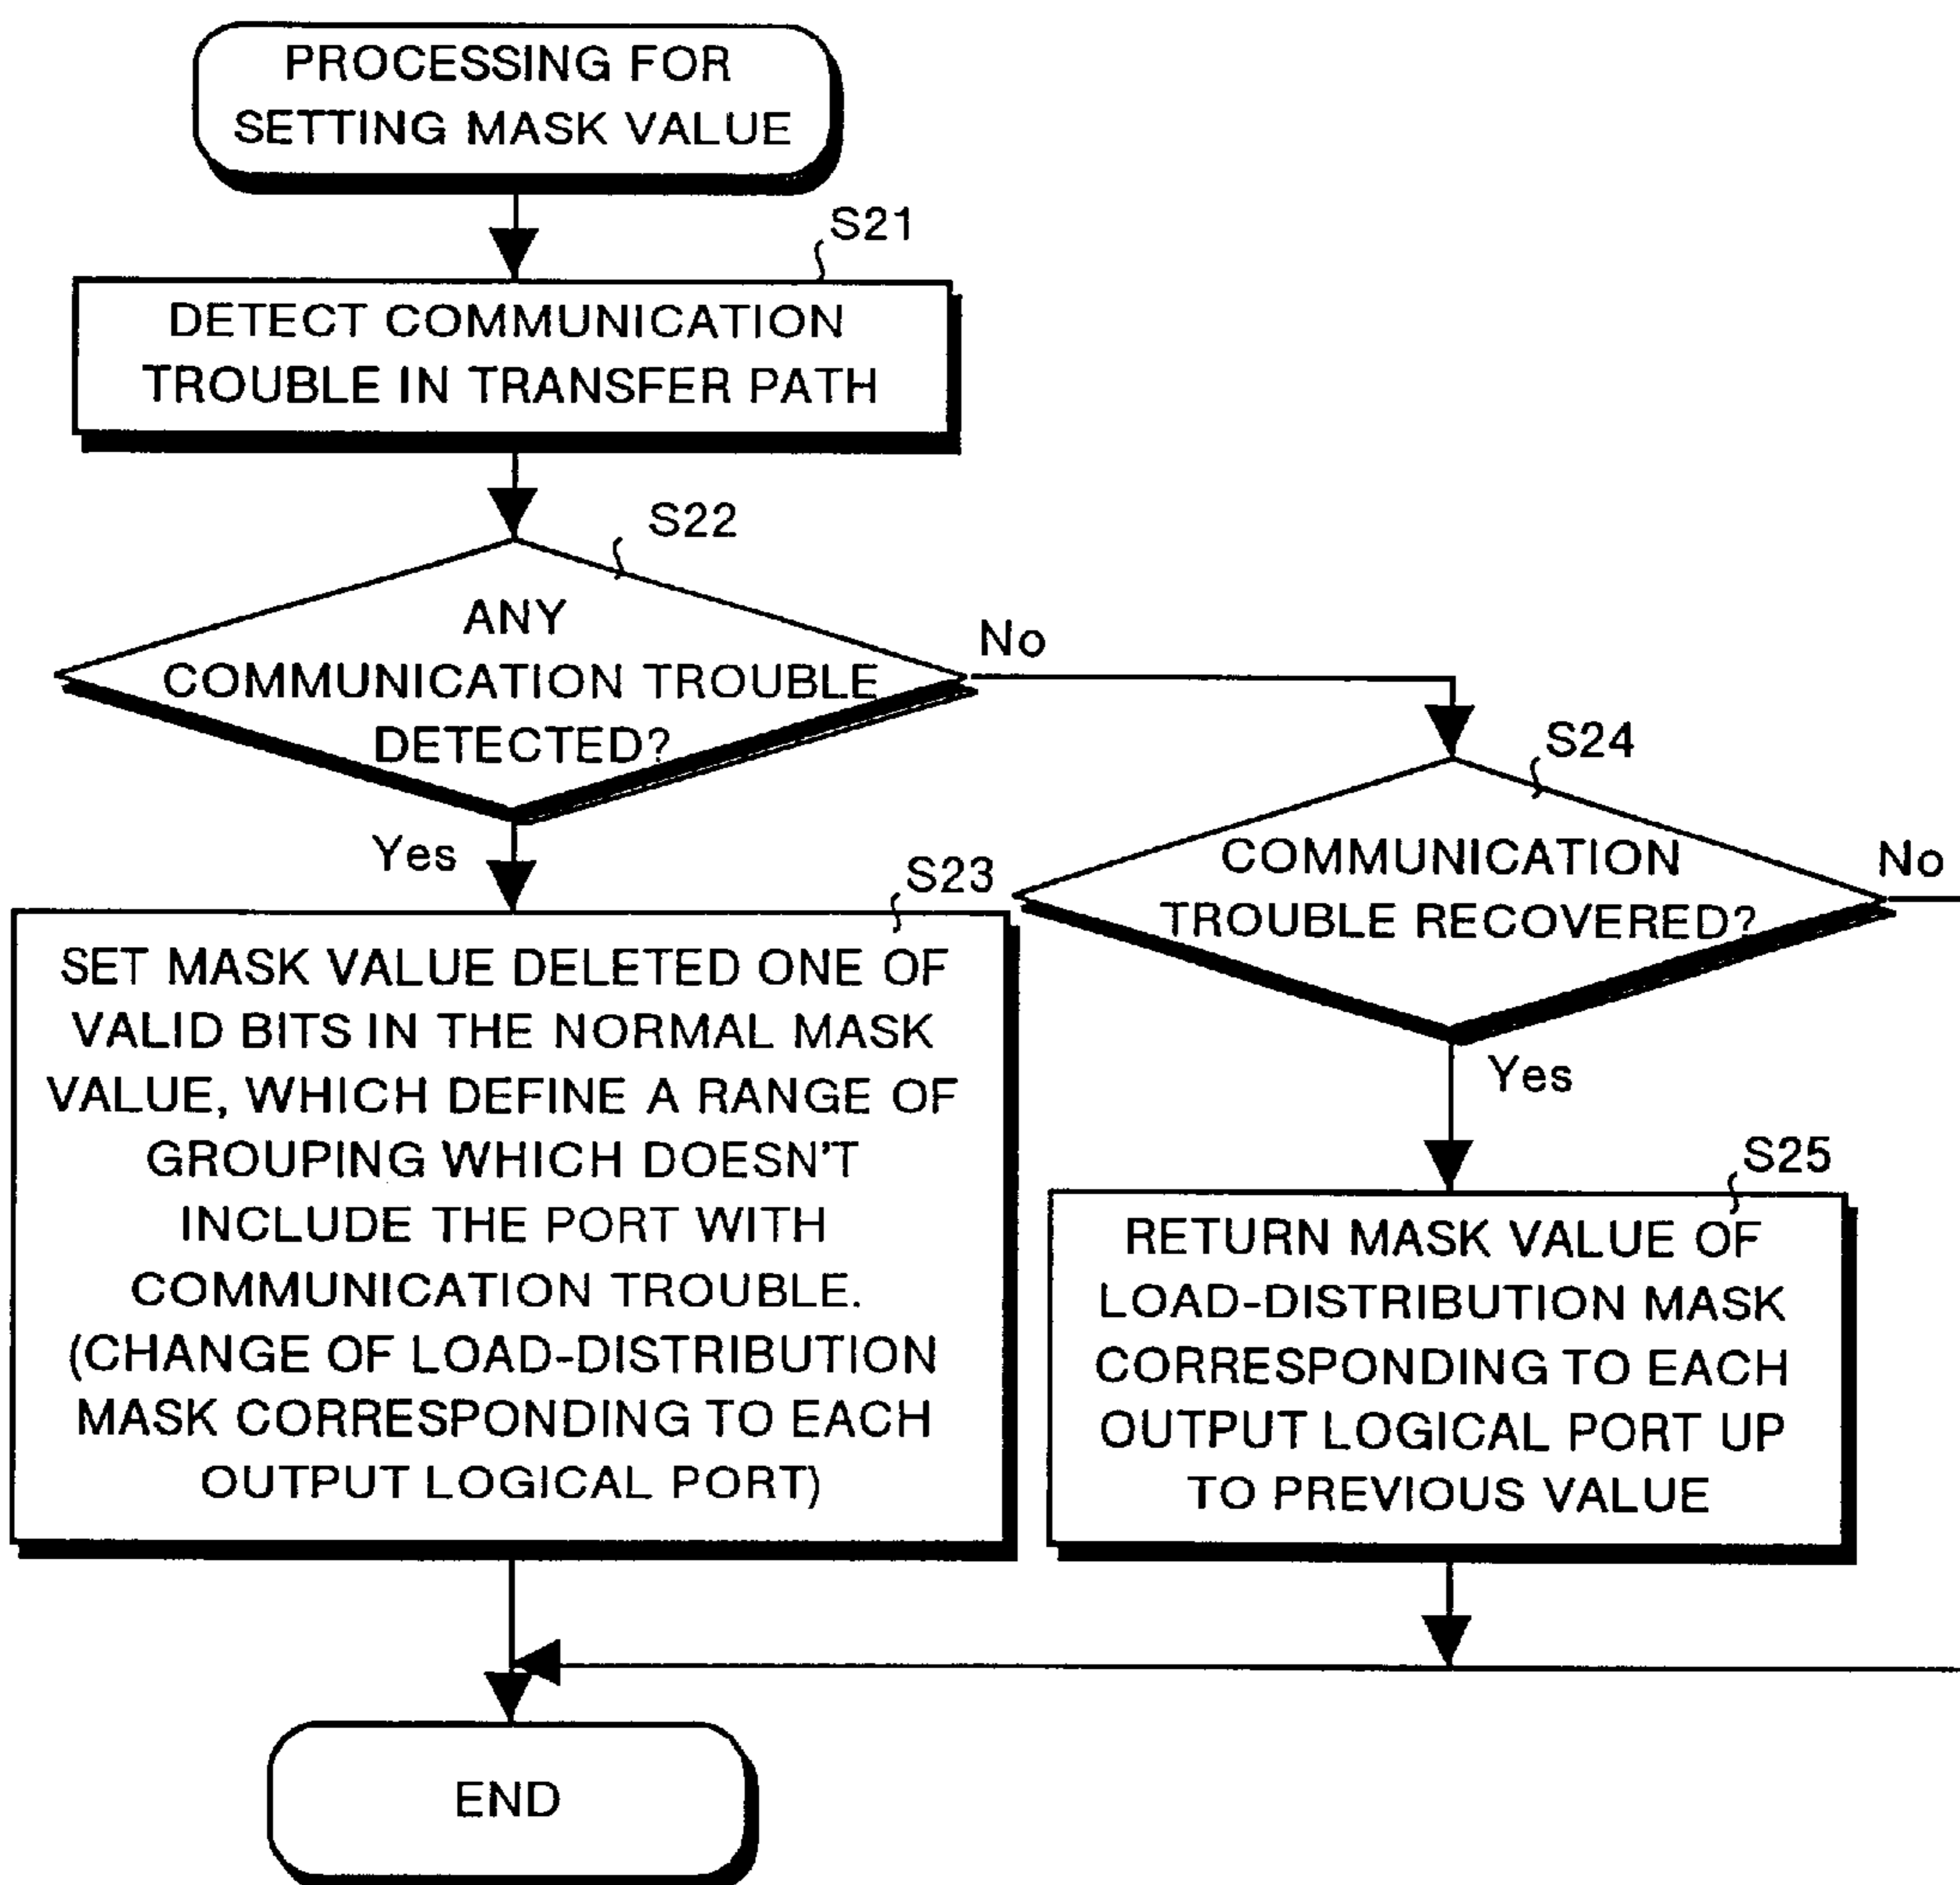 PROCESSING FOR
SETTING MASK VALUE
S21
DETECT COMMUNICATION
TROUBLE IN TRANSFER PATH
S22
ANY
COMMUNICATION TROUBLE
DETECTED?
No
Yes
S24
COMMUNICATION
TROUBLE RECOVERED?
No
Yes
S23
SET MASK VALUE DELETED ONE OF
VALID BITS IN THE NORMAL MASK
VALUE, WHICH DEFINE A RANGE OF
GROUPING WHICH DOESN'T
INCLUDE THE PORT WITH
COMMUNICATION TROUBLE.
(CHANGE OF LOAD-DISTRIBUTION
MASK CORRESPONDING TO EACH
OUTPUT LOGICAL PORT)
S25
RETURN MASK VALUE OF
LOAD-DISTRIBUTION MASK
CORRESPONDING TO EACH
OUTPUT LOGICAL PORT UP
TO PREVIOUS VALUE
END